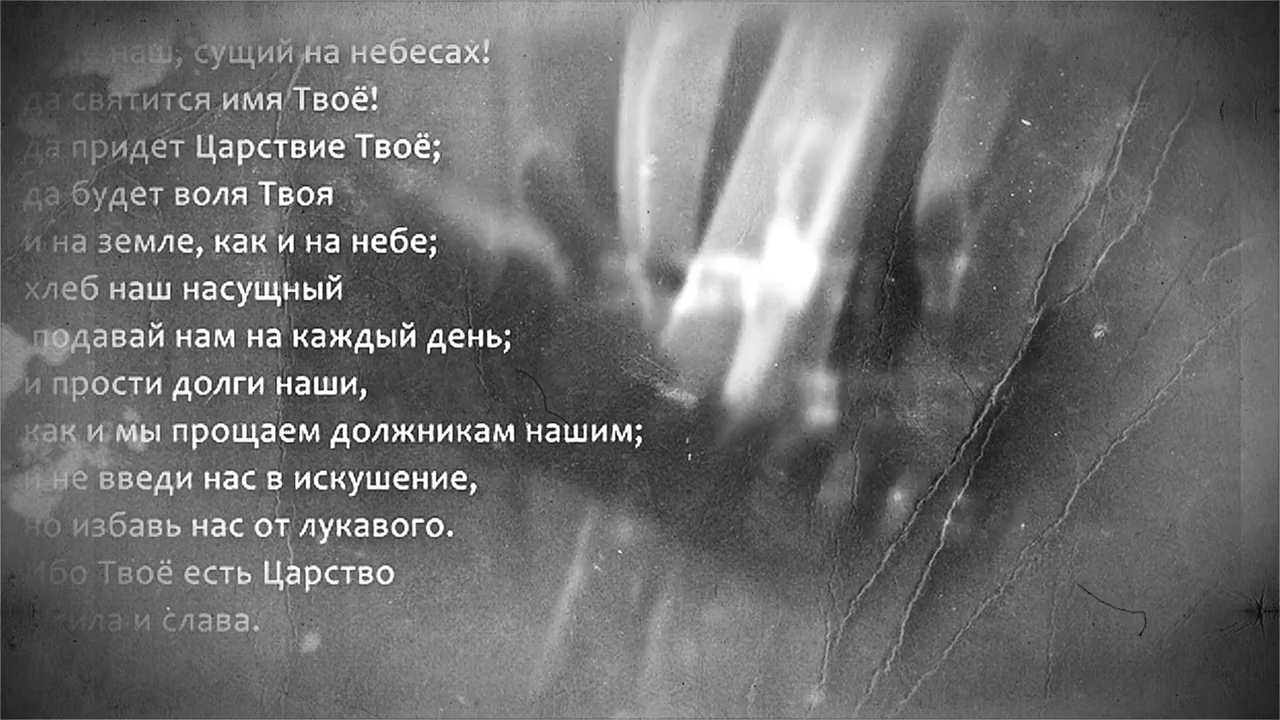 наш, сущий на небесах!
да святится имя Твоё!
да придет Царствие Твоё;
да будет воля Твоя
и на земле, как и на небе;
хлеб наш насущный
подавай нам на каждый день;
и прости долги наши,
как и мы прощаем должникам нашим;
и не введи нас в искушение,
но избавь нас от лукавого.
Ибо Твоё есть Царство
и слава.